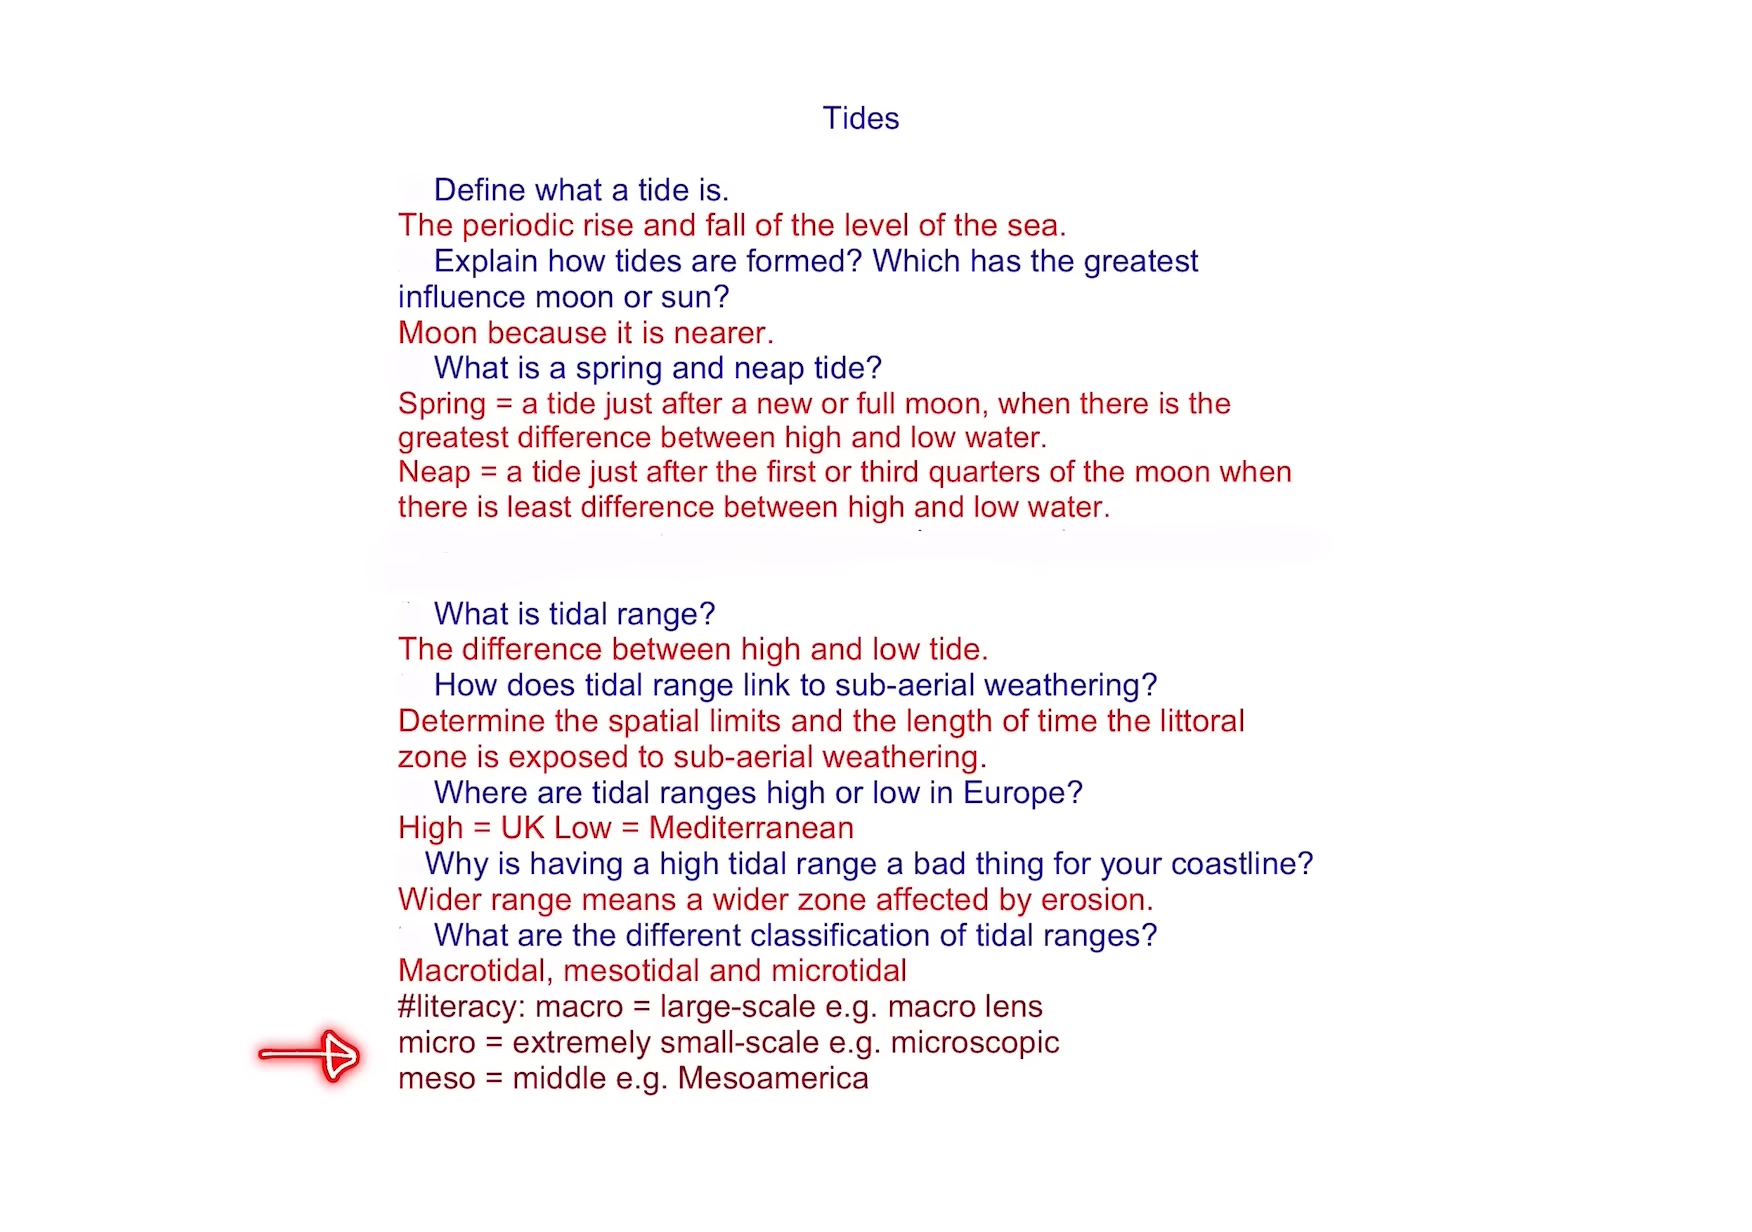 Tides
Define what a tide is.
The periodic rise and fall of the level of the sea.
Explain how tides are formed? Which has the greatest
influence moon or sun?
Moon because it is nearer.
What is a spring and neap tide?
Spring = a tide just after a new or full moon, when there is the
greatest difference between high and low water.
Neap = a tide just after the first or third quarters of the moon when
there is least difference between high and low water.
What is tidal range?
The difference between high and low tide.
How does tidal range link to sub-aerial weathering?
Determine the spatial limits and the length of time the littoral
zone is exposed to sub-aerial weathering.
Where are tidal ranges high or low in Europe?
High = UK Low = Mediterranean
Why is having a high tidal range a bad thing for your coastline?
Wider range means a wider zone affected by erosion.
What are the different classification of tidal ranges?
Macrotidal, mesotidal and microtidal
#literacy: macro = large-scale e.g. macro lens
micro = extremely small-scale e.g. microscopic
meso = middle e.g. Mesoamerica